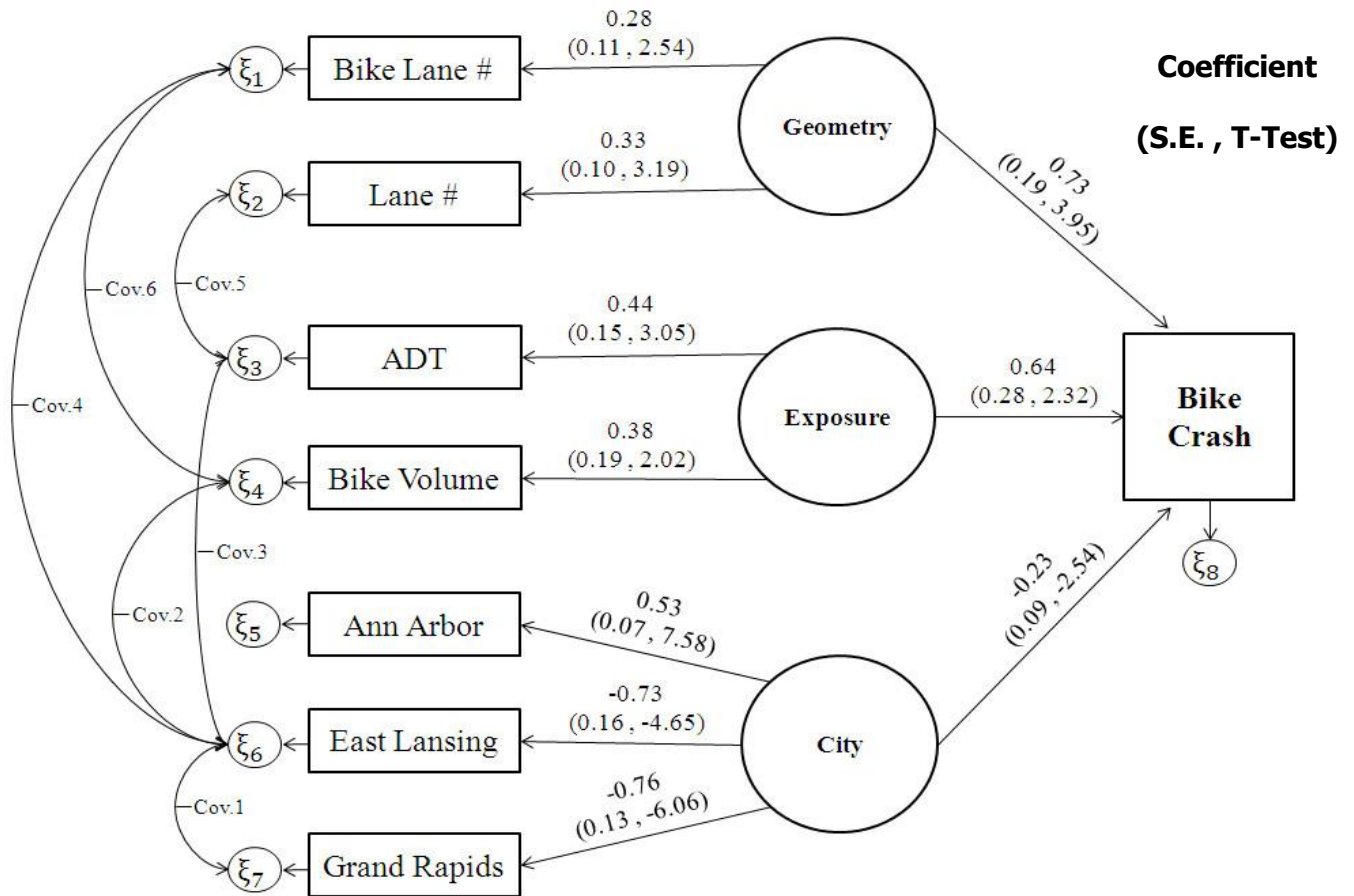 0.28
(0.11 , 2.54)
Coefficient
(S.E. , T-Test)
ξ1
Bike Lane #
Geometry
0.33
(0.10 , 3.19)
0.73
(0.19, 3.95)
ξ2
Lane #
Cov.6
Cov.5
0.44
(0.15 , 3.05)
ξ3
ADT
0.64
(0.28 , 2.32)
Bike
Crash
Cov.4
Exposure
0.38
(0.19 , 2.02)
ξ4
Bike Volume
Cov.3
ξ8
-0.23
(0.09 , -2.54)
Cov.2
0.53
(0.07, 7.58)
ξ5
Ann Arbor
-0.73
(0.16 , -4.65)
ξ6
East Lansing
City
-0.76
(0.13 , -6.06)
Cov.1
ξ7
Grand Rapids